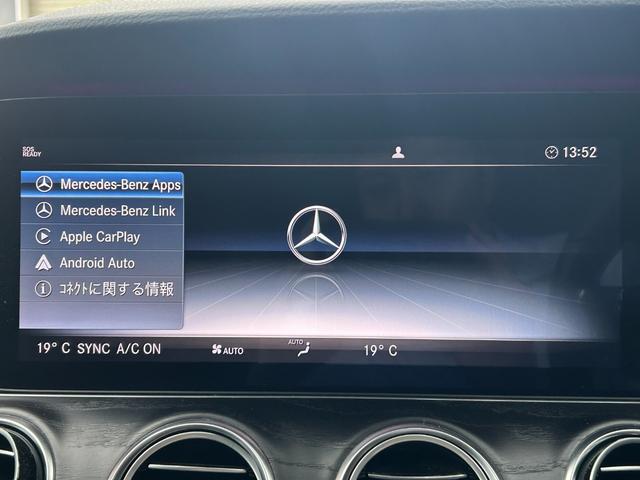 SOS
READY
13:52
Mercedes-Benz Apps
Mercedes-Benz Link
Apple CarPlay
Android Auto
ｺﾈｸﾄに関する情報
19° C SYNC A/C ON
AUTO
AUTO
19° C